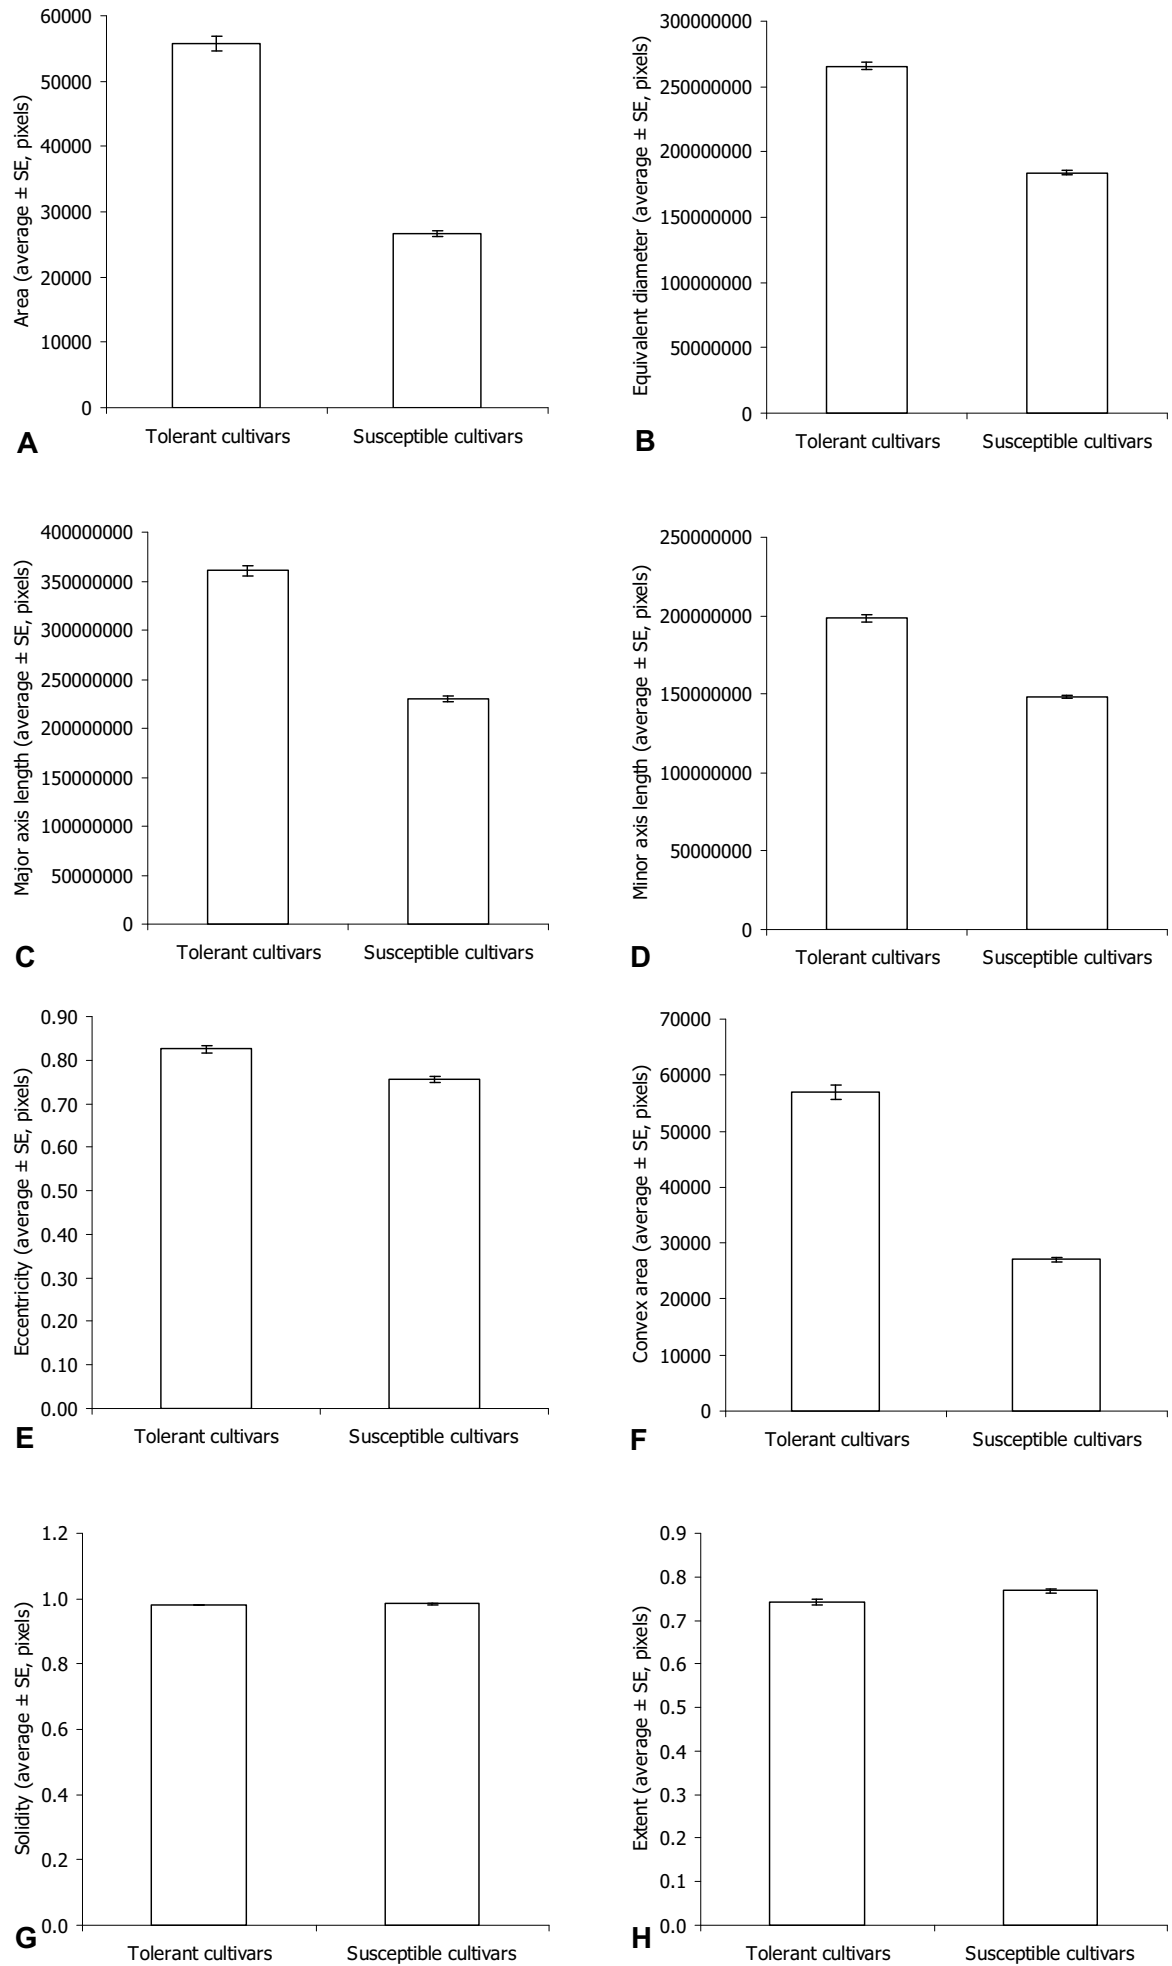 Area (average ± SE, pixels)
60000
50000
40000
30000
20000
10000
0
Tolerant cultivars
Susceptible cultivars
A
Equivalent diameter (average ± SE, pixels)
300000000
250000000
200000000
150000000
100000000
50000000
0
Tolerant cultivars
Susceptible cultivars
B
Major axis length (average ± SE, pixels)
400000000
350000000
300000000
250000000
200000000
150000000
100000000
50000000
0
Tolerant cultivars
Susceptible cultivars
C
Minor axis length (average ± SE, pixels)
250000000
200000000
150000000
100000000
50000000
0
Tolerant cultivars
Susceptible cultivars
D
Eccentricity (average ± SE, pixels)
0.90
0.80
0.70
0.60
0.50
0.40
0.30
0.20
0.10
0.00
Tolerant cultivars
Susceptible cultivars
E
Convex area (average ± SE, pixels)
70000
60000
50000
40000
30000
20000
10000
0
Tolerant cultivars
Susceptible cultivars
F
Solidity (average ± SE, pixels)
1.2
1.0
0.8
0.6
0.4
0.2
0.0
Tolerant cultivars
Susceptible cultivars
G
Extent (average ± SE, pixels)
0.9
0.8
0.7
0.6
0.5
0.4
0.3
0.2
0.1
0.0
Tolerant cultivars
Susceptible cultivars
H